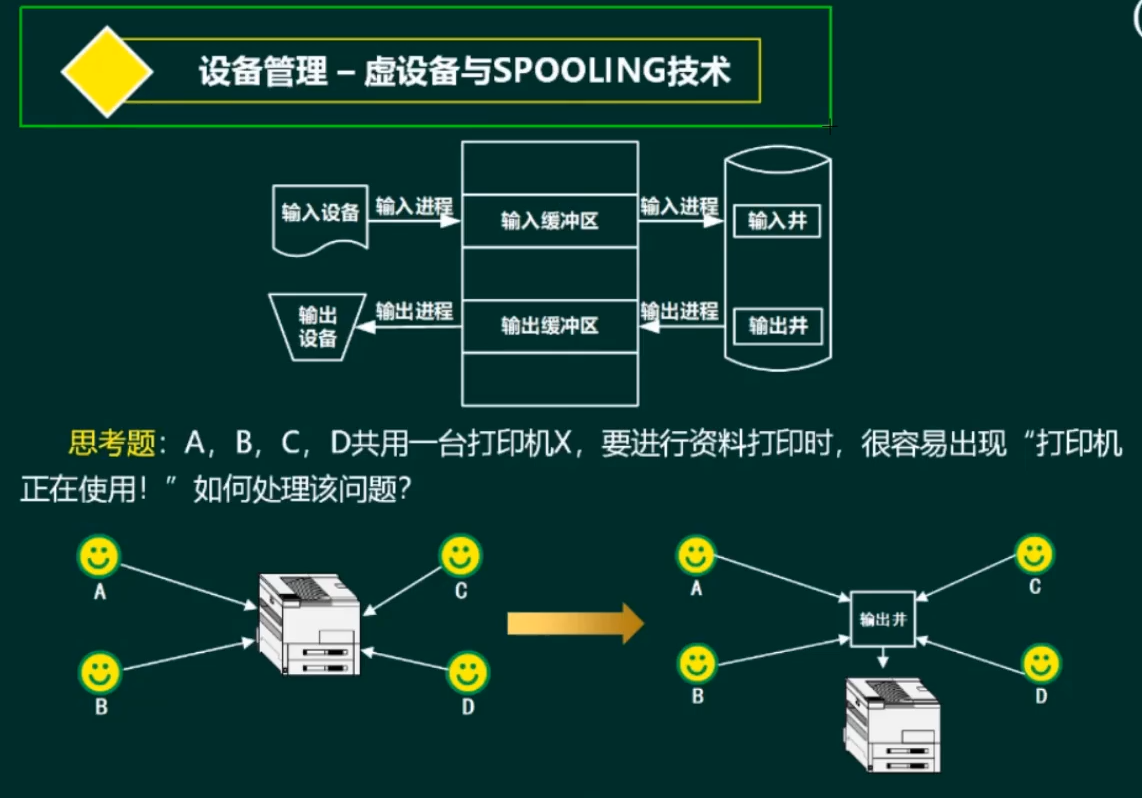 设备管理 – 虚设备与SPOOLING技术
输入设备
输入进程
输入缓冲区
输入进程
输入井
输出
设备
输出进程
输出缓冲区
输出进程
输出井
思考题：A，B，C，D共用一台打印机X，要进行资料打印时，很容易出现“打印机
正在使用！”如何处理该问题？
A
C
B
D
A
C
输出井
B
D